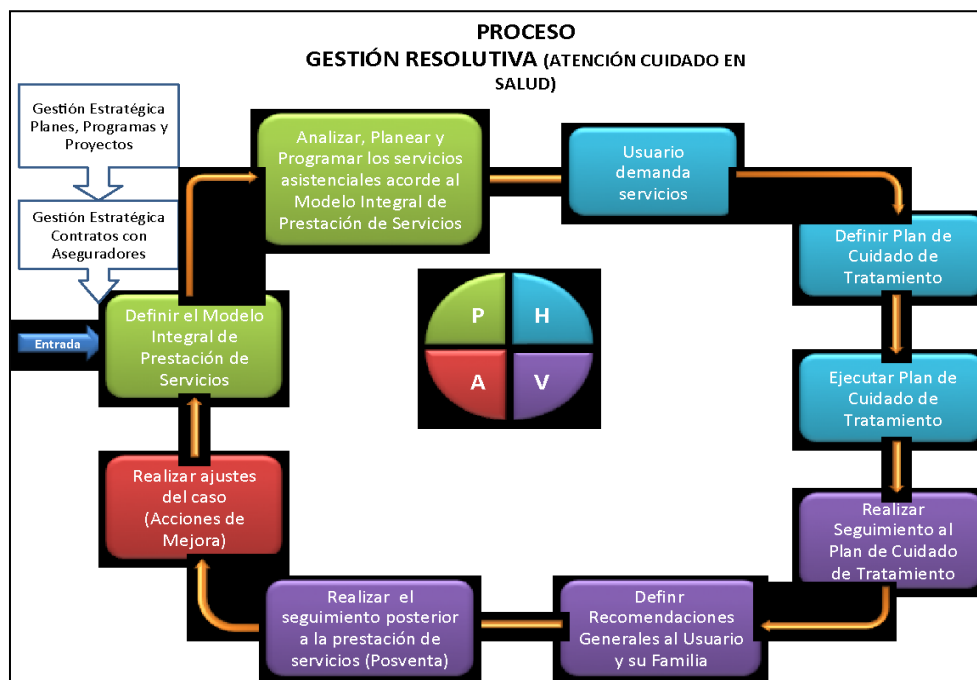 PROCESO
GESTIÓN RESOLUTIVA (ATENCIÓN CUIDADO EN
SALUD)
Gestión Estratégica
Planes, Programas y
Proyectos
Gestión Estratégica
Contratos con
Aseguradores
Entrada
Definir el Modelo
Integral de
Prestación de
Servicios
Analizar, Planear y
Programar los servicios
asistenciales acorde al
Modelo Integral de
Prestación de Servicios
Usuario
demanda
servicios
Definir Plan de
Cuidado de
Tratamiento
Ejecutar Plan de
Cuidado de
Tratamiento
Realizar
Seguimiento al
Plan de Cuidado
de Tratamiento
Definir
Recomendaciones
Generales al Usuario
y su Familia
Realizar el
seguimiento posterior
a la prestación de
servicios (Posventa)
Realizar ajustes
del caso
(Acciones de
Mejora)
P
H
A
V